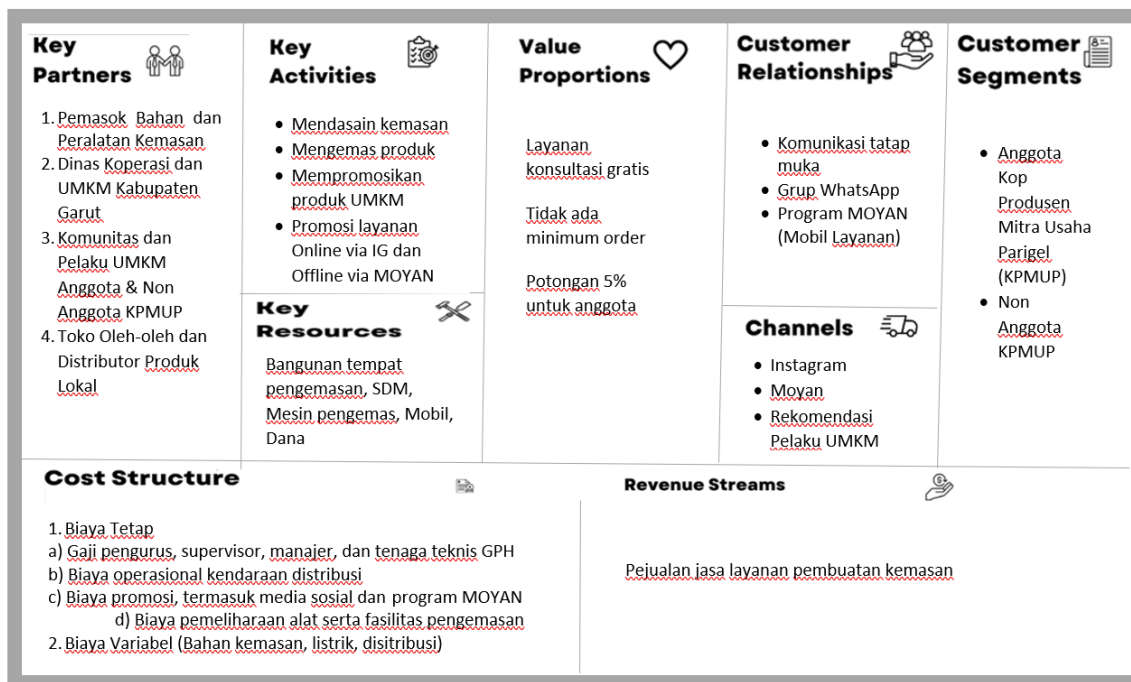 Key
Partners
1. Pemasok Bahan dan
Peralatan Kemasan
2. Dinas Koperasi dan
UMKM Kabupaten
Garut
3. Komunitas dan
Pelaku UMKM
Anggota & Non
Anggota KPMUP
4. Toko Oleh-oleh dan
Distributor Produk
Lokal
Key
Activities
• Mendasain kemasan
• Mengemas produk
• Mempromosikan
produk UMKM
• Promosi layanan
Online via IG dan
Offline via MOYAN
Key
Resources
Bangunan tempat
pengemasan, SDM,
Mesin pengemas, Mobil,
Dana
Value
Proportions
Layanan
konsultasi gratis
Tidak ada
minimum order
Potongan 5%
untuk anggota
Customer
Relationships
• Komunikasi tatap
muka
• Grup WhatsApp
• Program MOYAN
(Mobil Layanan)
Channels
• Instagram
• Moyan
• Rekomendasi
Pelaku UMKM
Customer
Segments
• Anggota
Kop
Produsen
Mitra Usaha
Parigel
(KPMUP)
• Non
Anggota
KPMUP
Cost Structure
1. Biaya Tetap
a) Gaji pengurus, supervisor, manajer, dan tenaga teknis GPH
b) Biaya operasional kendaraan distribusi
c) Biaya promosi, termasuk media sosial dan program MOYAN
d) Biaya pemeliharaan alat serta fasilitas pengemasan
2. Biaya Variabel (Bahan kemasan, listrik, disitribusi)
Revenue Streams
Pejualan jasa layanan pembuatan kemasan